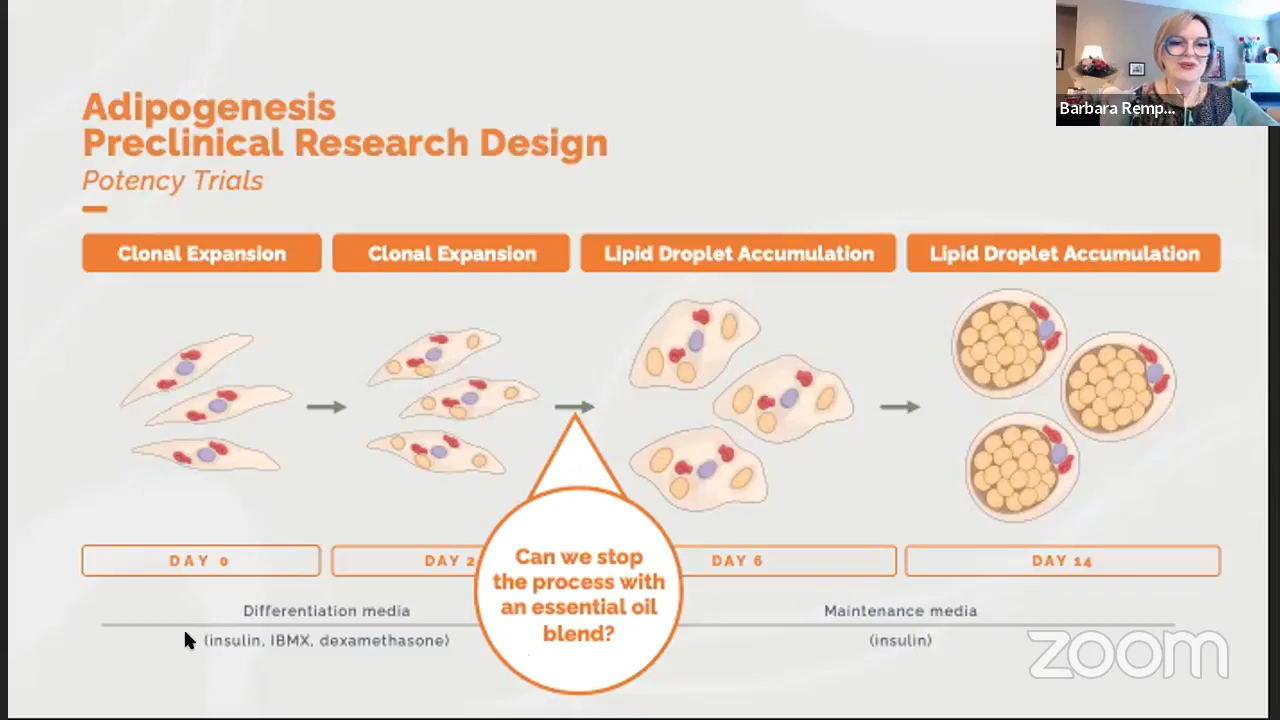 Barbara Remp...
Adipogenesis
Preclinical Research Design
Potency Trials
Clonal Expansion
Clonal Expansion
Lipid Droplet Accumulation
Lipid Droplet Accumulation
Can we stop
the process with
an essential oil
blend?
DAY 0
DAY 2
DAY 6
DAY 14
Differentiation media
(insulin, IBMX, dexamethasone)
Maintenance media
(insulin)
zoom